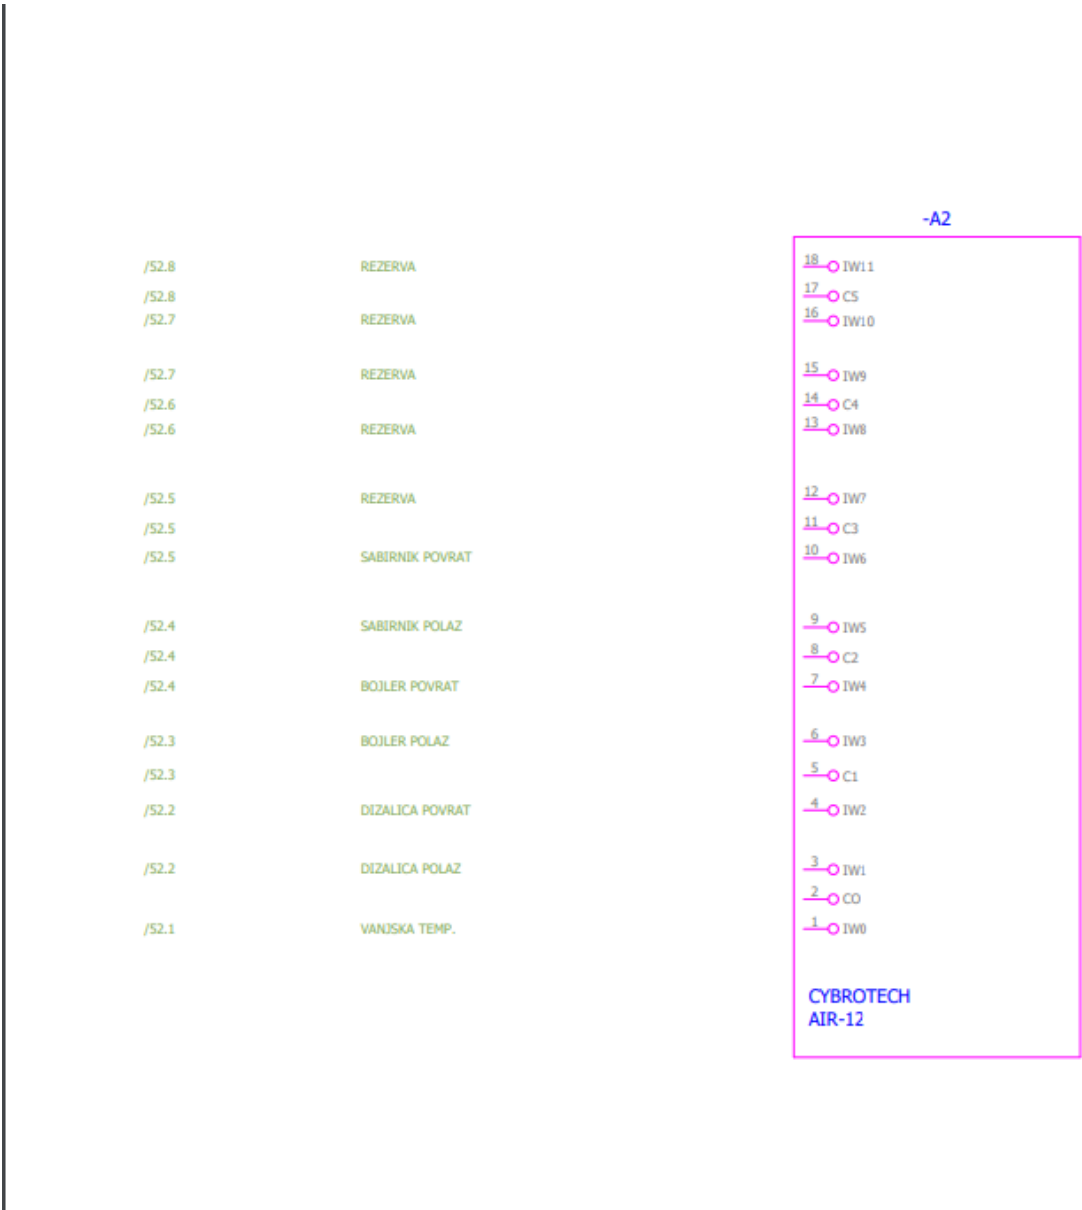 -A2
/52.8 REZERVA 18 IW11
/52.8 17 C5
/52.7 REZERVA 16 IW10
/52.7 REZERVA 15 IW9
/52.6 14 C4
/52.6 REZERVA 13 IW8
/52.5 REZERVA 12 IW7
/52.5 11 C3
/52.5 SABIRNIK POVRAT 10 IW6
/52.4 SABIRNIK POLAZ 9 IW5
/52.4 8 C2
/52.4 BOJLER POVRAT 7 IW4
/52.3 BOJLER POLAZ 6 IW3
/52.3 5 C1
/52.2 DIZALICA POVRAT 4 IW2
/52.2 DIZALICA POLAZ 3 IW1
2 CO
/52.1 VANJSKA TEMP. 1 IW0
CYBROTECH
AIR-12